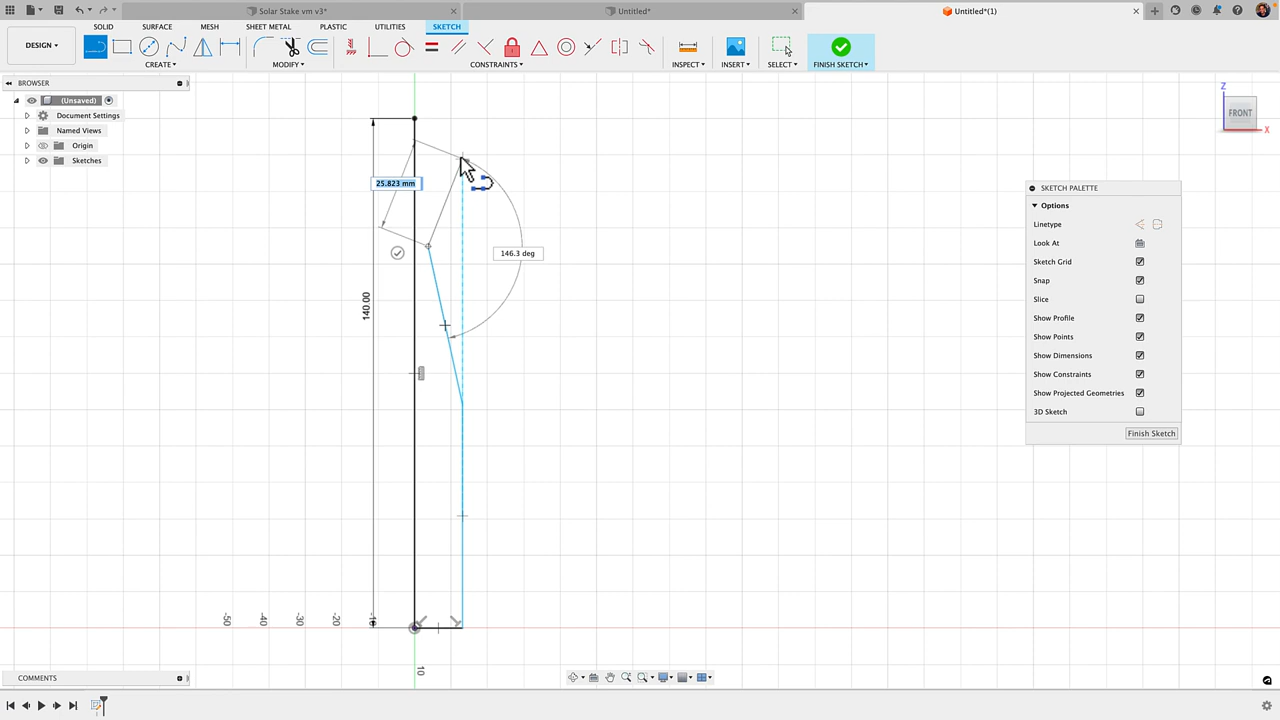 Solar Stake vm v3*
Untitled*
Untitled*(1)
SOLID
SURFACE
MESH
SHEET METAL
PLASTIC
UTILITIES
SKETCH
DESIGN
CREATE
MODIFY
CONSTRAINTS
INSPECT
INSERT
SELECT
FINISH SKETCH
BROWSER
(Unsaved)
Document Settings
Named Views
Origin
Sketches
FRONT
Z
X
25.823 mm
146.3 deg
140.00
-50
-40
-30
-20
-10
10
SKETCH PALETTE
Options
Linetype
Look At
Sketch Grid
Snap
Slice
Show Profile
Show Points
Show Dimensions
Show Constraints
Show Projected Geometries
3D Sketch
Finish Sketch
COMMENTS